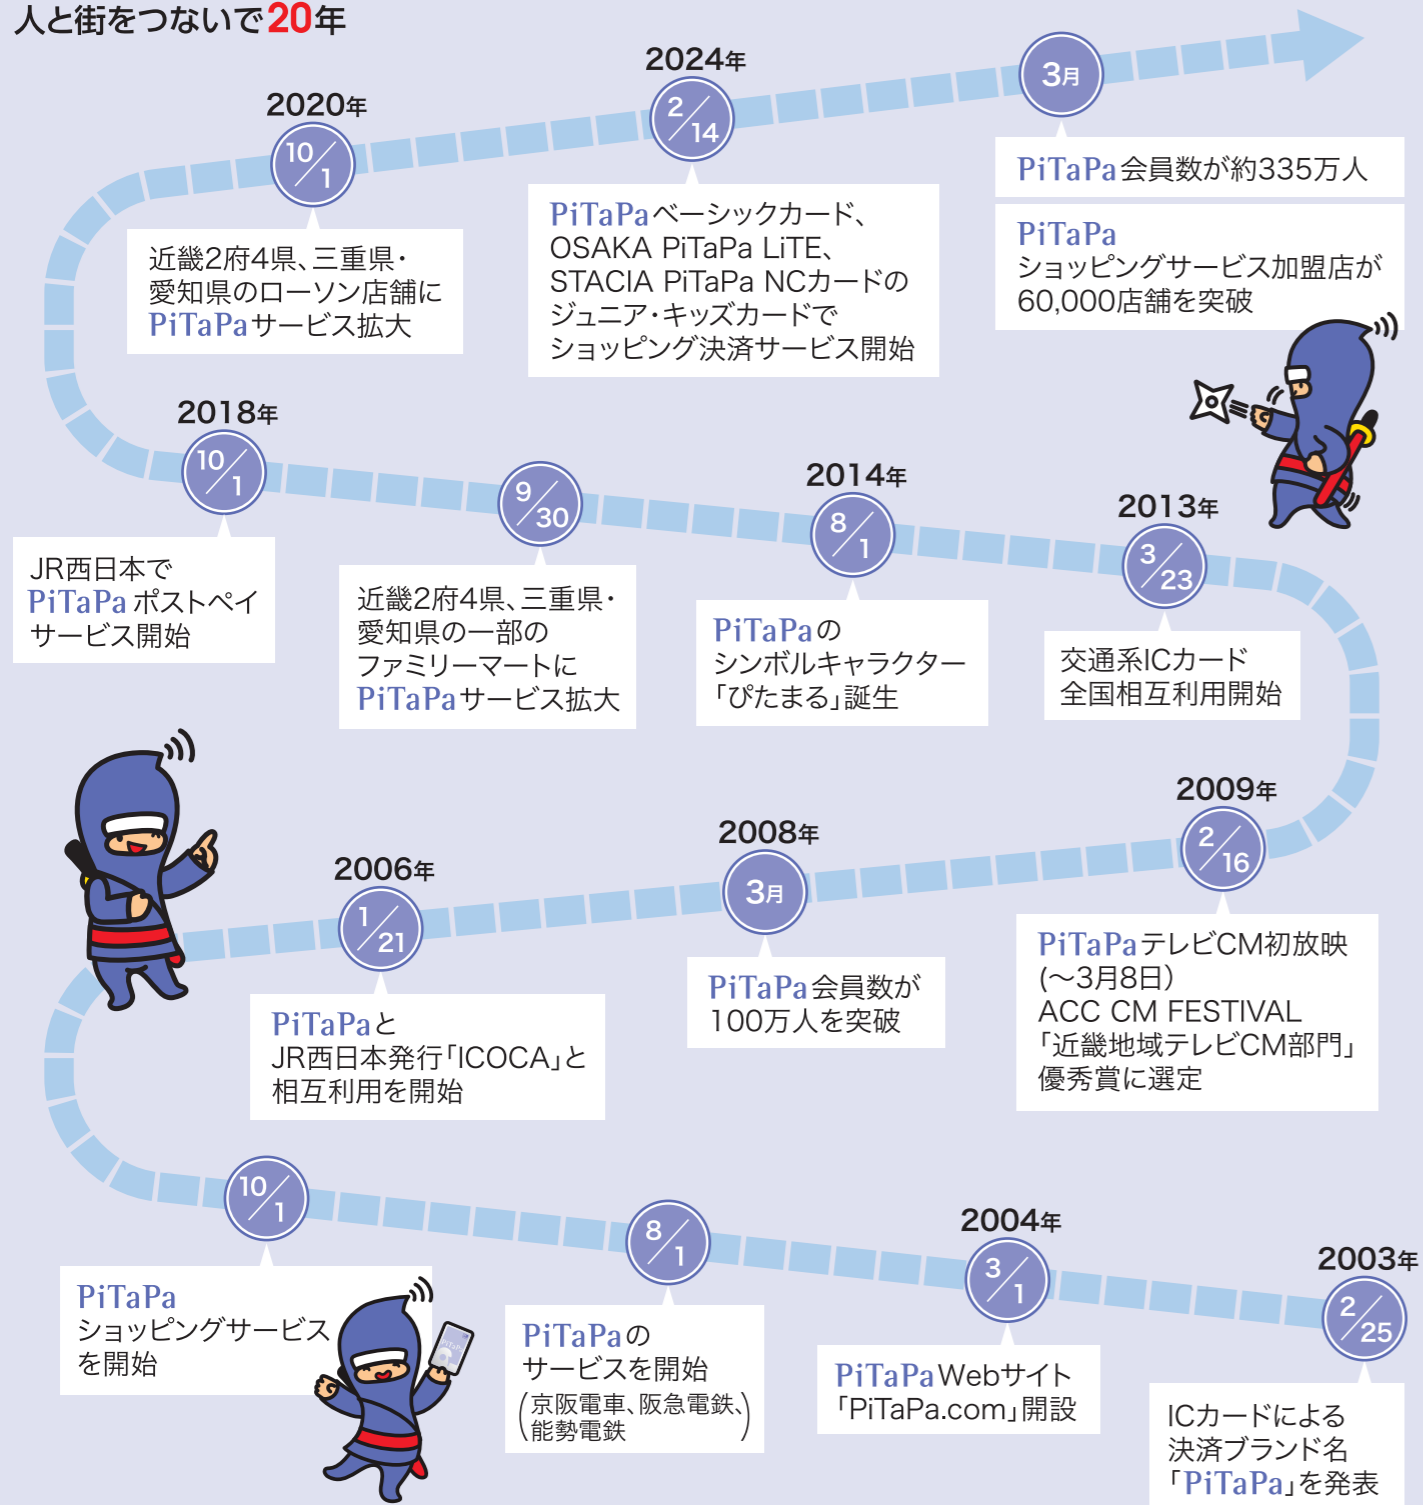 人と街をつないで20年
2020年
10/1
近畿2府4県、三重県・
愛知県のローソン店舗に
PiTaPaサービス拡大
2024年
2/14
PiTaPaベーシックカード、
OSAKA PiTaPa LiTE、
STACIA PiTaPa NCカードの
ジュニア・キッズカードで
ショッピング決済サービス開始
3月
PiTaPa会員数が約335万人
PiTaPa
ショッピングサービス加盟店が
60,000店舗を突破
2018年
10/1
JR西日本で
PiTaPaポストペイ
サービス開始
9/30
近畿2府4県、三重県・
愛知県の一部の
ファミリーマートに
PiTaPaサービス拡大
2014年
8/1
PiTaPaの
シンボルキャラクター
「ぴたまる」誕生
2013年
3/23
交通系ICカード
全国相互利用開始
2006年
1/21
PiTaPaと
JR西日本発行「ICOCA」と
相互利用を開始
2008年
3月
PiTaPa会員数が
100万人を突破
2009年
2/16
PiTaPaテレビCM初放映
(〜3月8日)
ACC CM FESTIVAL
「近畿地域テレビCM部門」
優秀賞に選定
10/1
PiTaPa
ショッピングサービス
を開始
PiTaPa
8/1
PiTaPaの
サービスを開始
(京阪電車、阪急電鉄、
能勢電鉄)
2004年
3/1
PiTaPa Webサイト
「PiTaPa.com」開設
2003年
2/25
ICカードによる
決済ブランド名
「PiTaPa」を発表